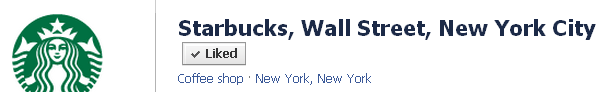 Starbucks, Wall Street, New York City
✓ Liked
Coffee shop · New York, New York